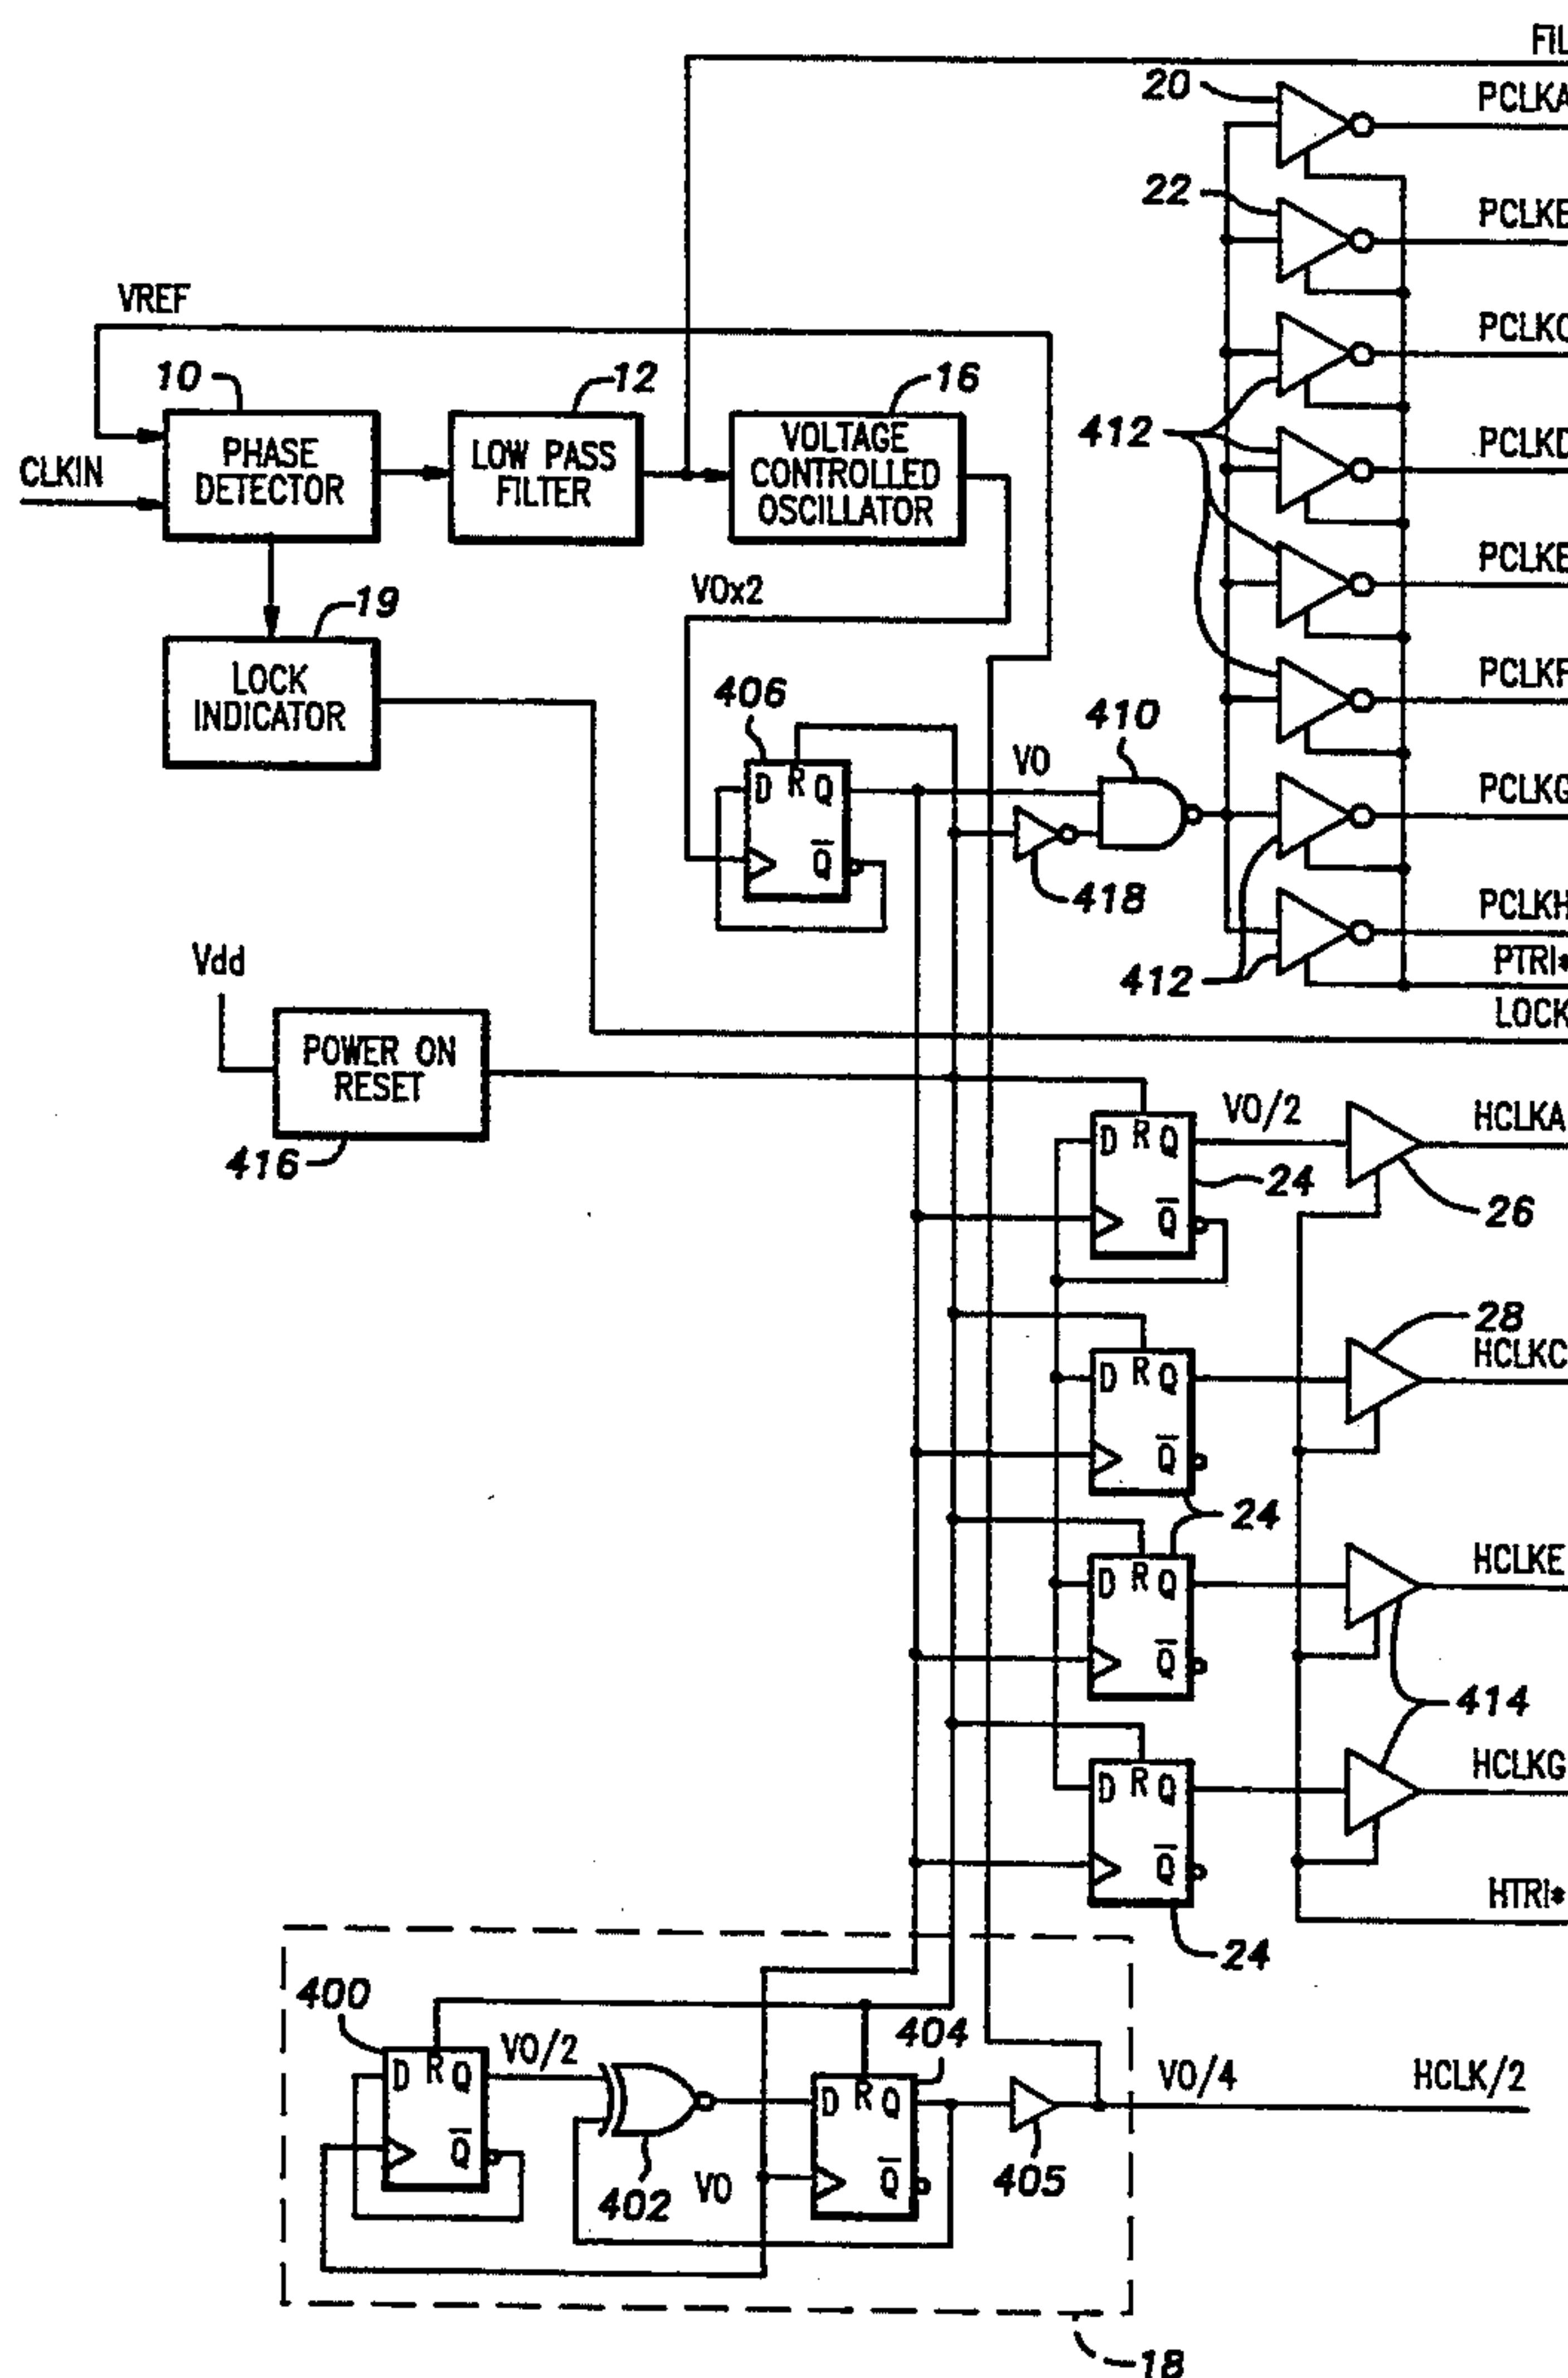 FIL
20
PCLKA
22
PCLKB
VREF
PCLKC
10
12
16
PHASE
DETECTOR
LOW PASS
FILTER
VOLTAGE
CONTROLLED
OSCILLATOR
412
PCLKD
CLKIN
VOx2
PCLKE
19
LOCK
INDICATOR
PCLKF
406
410
VO
D R Q
Q̅
PCLKG
418
Vdd
PCLKH
412
PTRI*
LOCK
POWER ON
RESET
416
VO/2
HCLKA
D R Q
Q̅
24
26
28
HCLKC
D R Q
Q̅
24
HCLKE
D R Q
Q̅
414
HCLKG
D R Q
Q̅
HTRI*
24
400
404
VO/2
D R Q
Q̅
D R Q
Q̅
VO/4
HCLK/2
402
VO
405
18